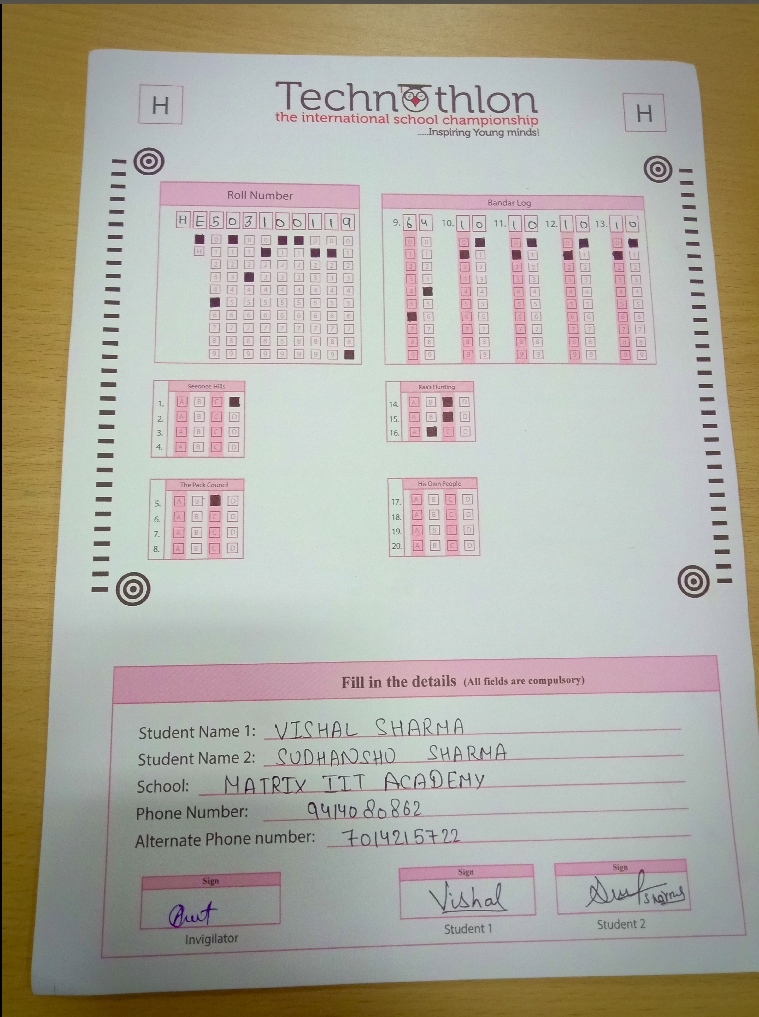 H
Technothlon
H
the international school championship
.....Inspiring Young minds!
Roll Number
H E 5 0 3 1 0 0 1 1 9
Bandar Log
9. 6 4 10. 1 0 11. 1 0 12. 1 0 13. 1 0
Seeonee Hills
1. A B C
2. A B C D
3. A B C D
4. A B C D
Kaa's Hunting
14. A B D
15. A B D
16. A C D
The Pack Council
5. A B D
6. A B C D
7. A B C D
8. A B C D
His Own People
17. A B C D
18. A B C D
19. A B C D
20. A B C D
Fill in the details (All fields are compulsory)
Student Name 1: VISHAL SHARMA
Student Name 2: SUDHANSHU SHARMA
School: MATRIX IIT ACADEMY
Phone Number: 9414080862
Alternate Phone number: 7014215722
Sign
Invigilator
Sign
Vishal
Student 1
Sign
Student 2